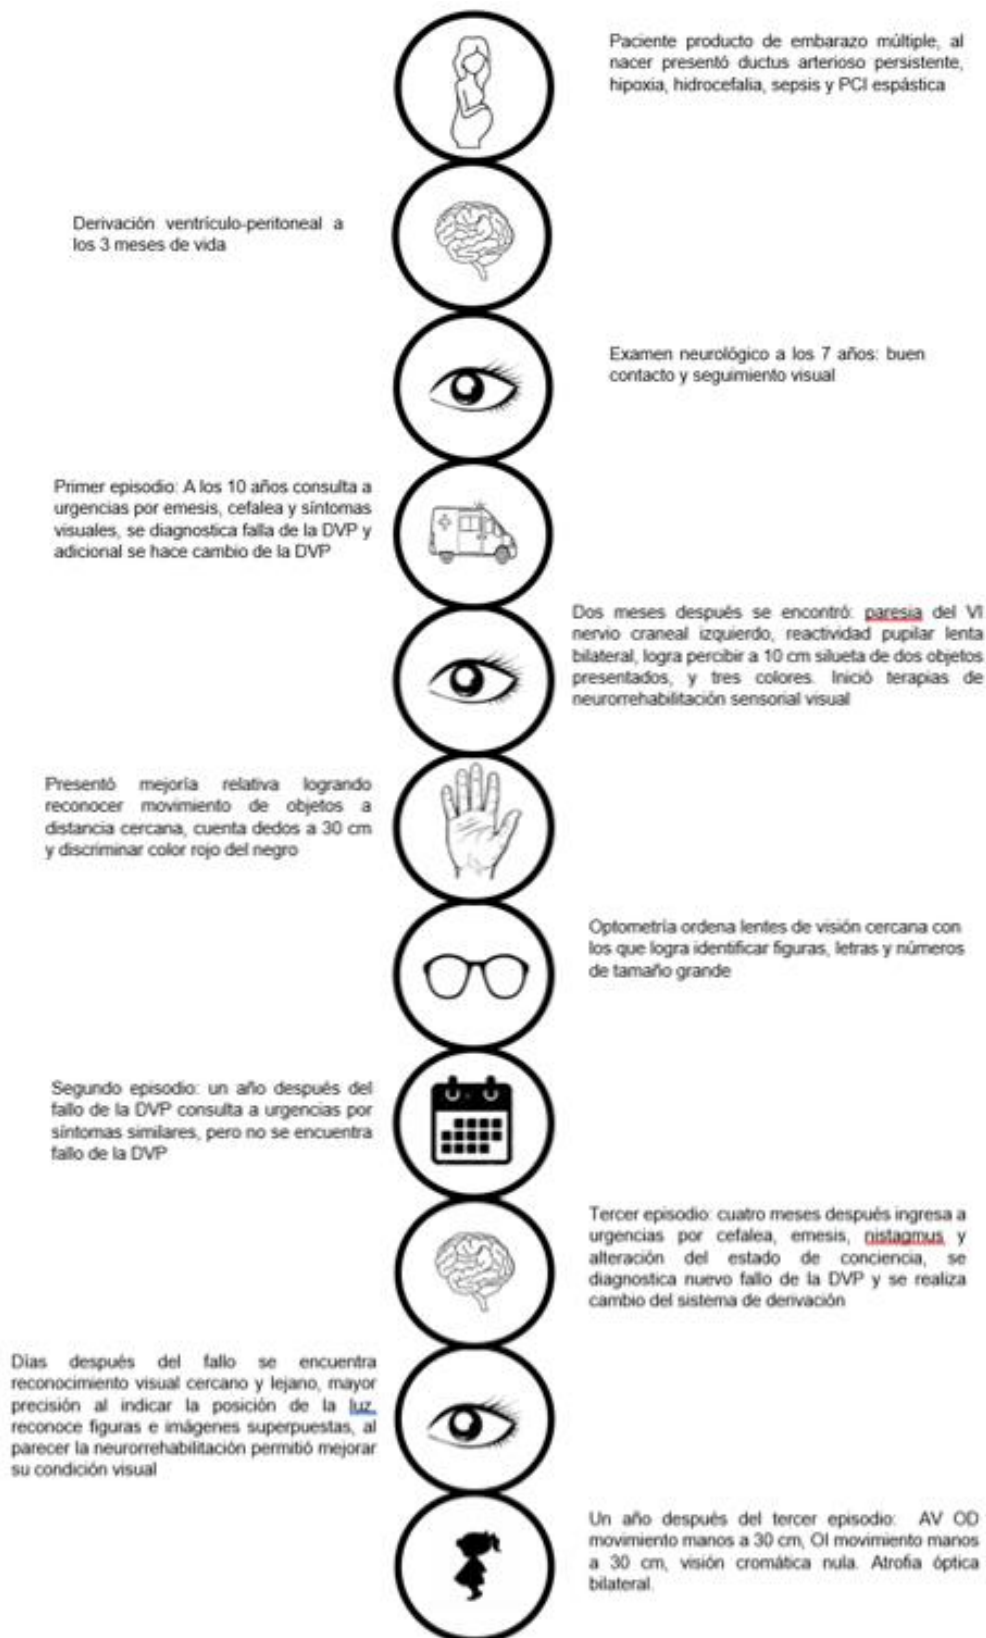 Paciente producto de embarazo múltiple, al
nacer presentó ductus arterioso persistente,
hipoxia, hidrocefalia, sepsis y PCI espástica
Derivación ventrículo-peritoneal a
los 3 meses de vida
Examen neurológico a los 7 años: buen
contacto y seguimiento visual
Primer episodio: A los 10 años consulta a
urgencias por emesis, cefalea y síntomas
visuales, se diagnostica falla de la DVP y
adicional se hace cambio de la DVP
Dos meses después se encontró: paresia del VI
nervio craneal izquierdo, reactividad pupilar lenta
bilateral, logra percibir a 10 cm silueta de dos objetos
presentados, y tres colores. Inició terapias de
neurorrehabilitación sensorial visual
Presentó mejoría relativa logrando
reconocer movimiento de objetos a
distancia cercana, cuenta dedos a 30 cm
y discriminar color rojo del negro
Optometría ordena lentes de visión cercana con
los que logra identificar figuras, letras y números
de tamaño grande
Segundo episodio: un año después del
fallo de la DVP consulta a urgencias por
síntomas similares, pero no se encuentra
fallo de la DVP
Tercer episodio: cuatro meses después ingresa a
urgencias por cefalea, emesis, nistagmus y
alteración del estado de conciencia, se
diagnostica nuevo fallo de la DVP y se realiza
cambio del sistema de derivación
Días después del fallo se encuentra
reconocimiento visual cercano y lejano, mayor
precisión al indicar la posición de la luz,
reconoce figuras e imágenes superpuestas, al
parecer la neurorrehabilitación permitió mejorar
su condición visual
Un año después del tercer episodio: AV OD
movimiento manos a 30 cm, OI movimiento manos
a 30 cm, visión cromática nula. Atrofia óptica
bilateral.